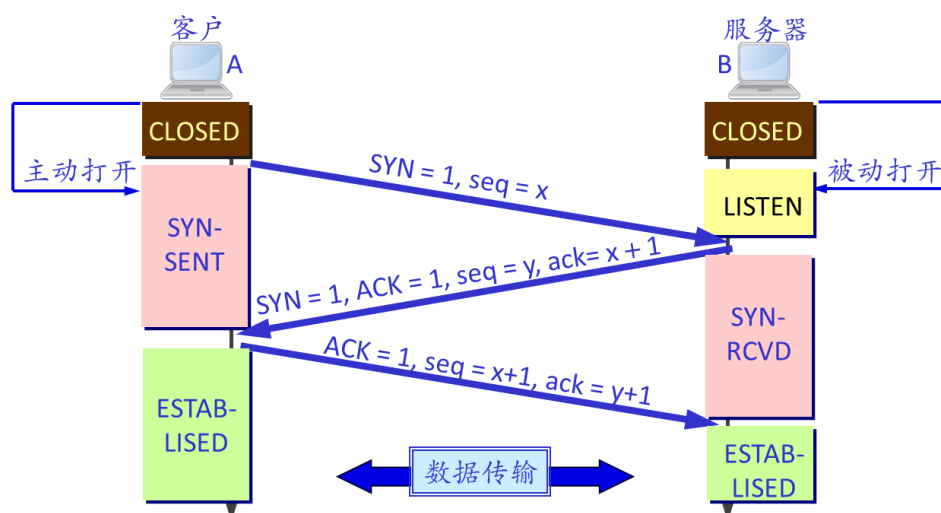 客户
服务器
A
B
CLOSED
CLOSED
主动打开
SYN = 1, seq = x
被动打开
LISTEN
SYN-
SENT
SYN = 1, ACK = 1, seq = y, ack= x + 1
SYN-
RCVD
ACK = 1, seq = x+1, ack = y+1
ESTAB-
LISED
数据传输
ESTAB-
LISED